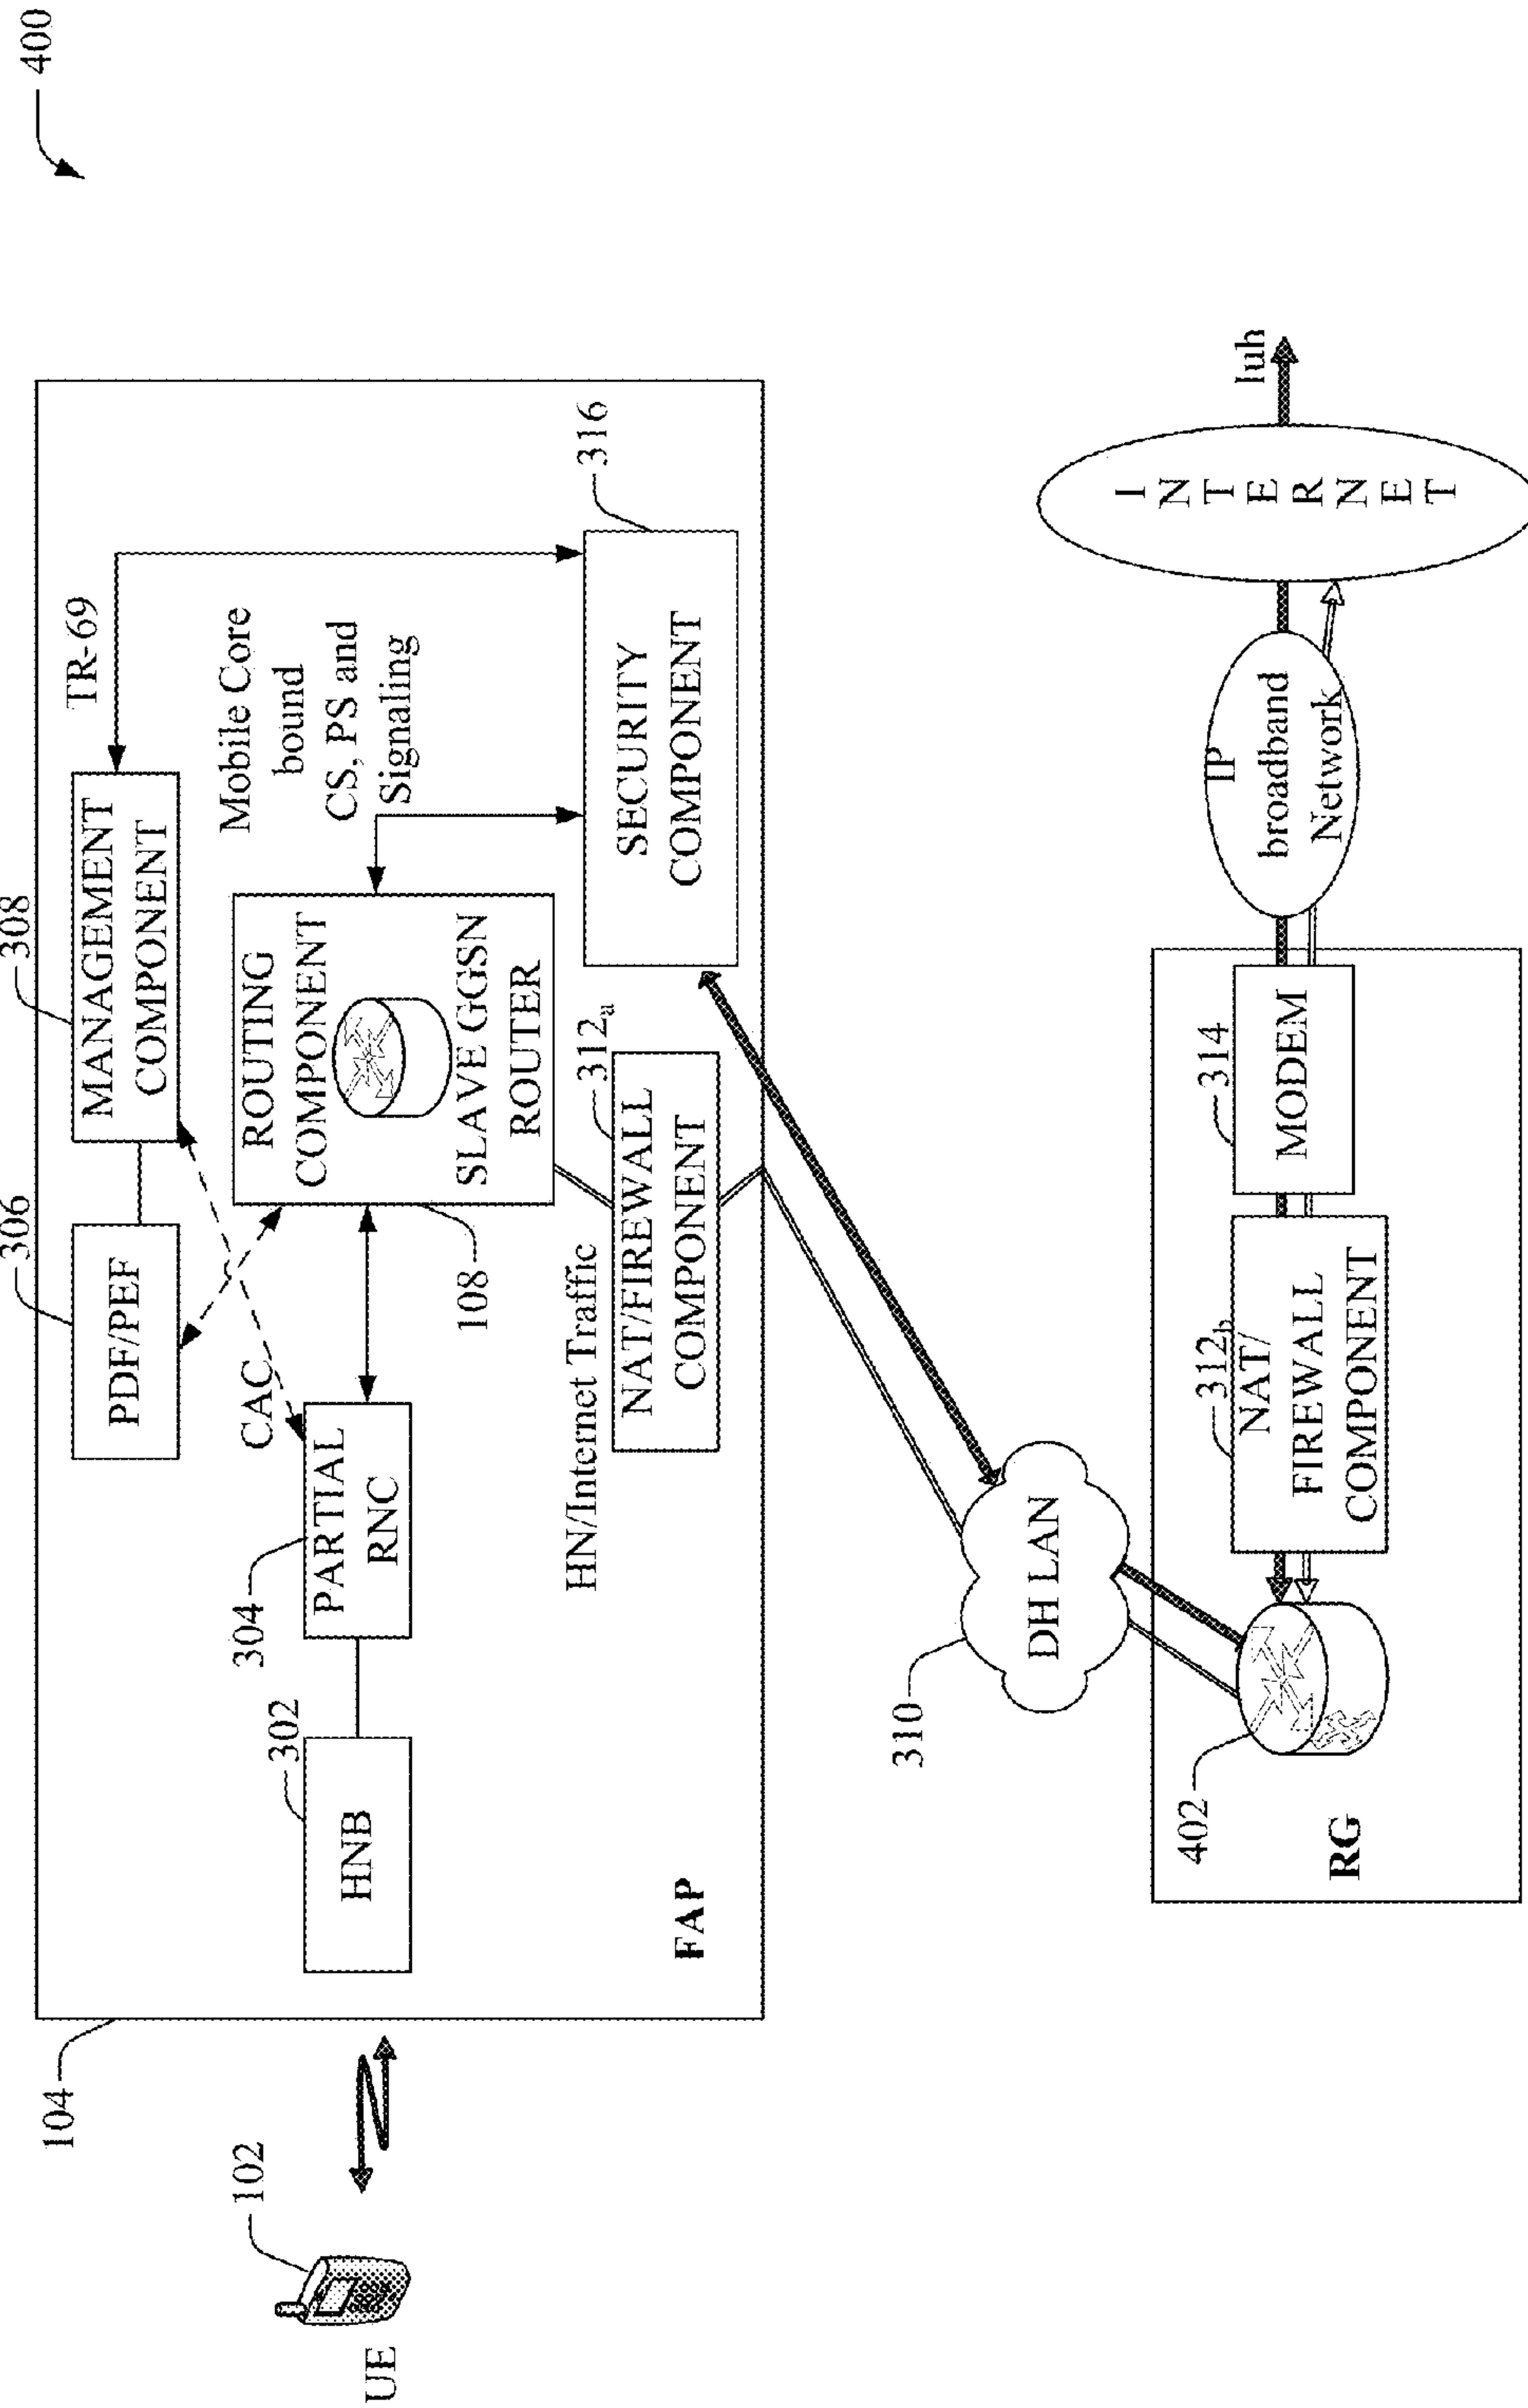 400
104
308
306
MANAGEMENT
COMPONENT
TR-69
PDF/PEF
CAC
ROUTING
COMPONENT
SLAVE GGSN
ROUTER
108
Mobile Core
bound
CS, PS and
Signaling
102
UE
302
HNB
304
PARTIAL
RNC
316
SECURITY
COMPONENT
HN/Internet Traffic
312a
NAT/FIREWALL
COMPONENT
FAP
310
DH LAN
402
RG
312b
NAT/
FIREWALL
COMPONENT
314
MODEM
IP
broadband
Network
INTERNET
Iuh